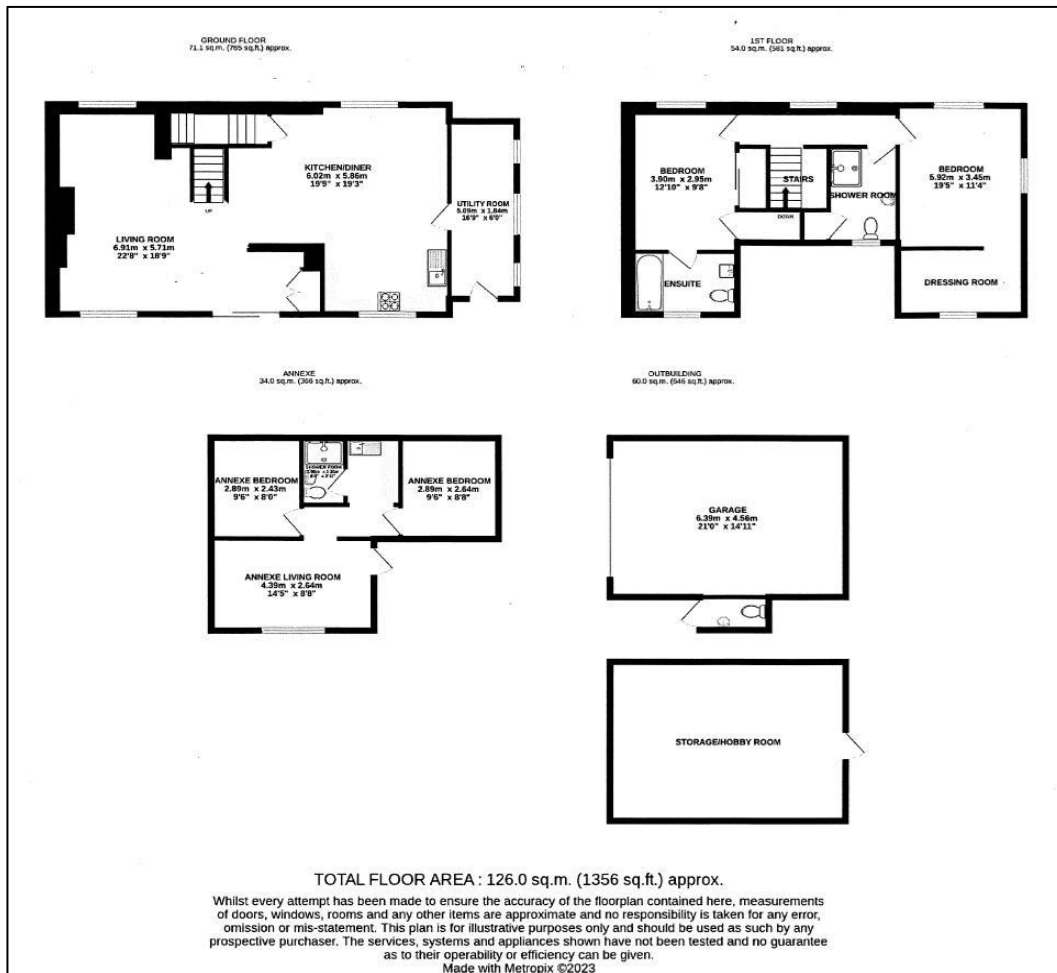 GROUND FLOOR
71.1 sq.m. (765 sq.ft.) approx.
1ST FLOOR
54.0 sq.m. (581 sq.ft.) approx.
KITCHEN/DINER
6.02m x 5.86m
19'9" x 19'3"
UTILITY ROOM
5.09m x 1.84m
16'9" x 6'0"
UP
LIVING ROOM
6.91m x 5.71m
22'8" x 18'9"
BEDROOM
3.90m x 2.95m
12'10" x 9'8"
STAIRS
DOWN
SHOWER ROOM
BEDROOM
5.92m x 3.45m
19'5" x 11'4"
ENSUITE
DRESSING ROOM
ANNEXE
34.0 sq.m. (366 sq.ft.) approx.
OUTBUILDING
60.0 sq.m. (646 sq.ft.) approx.
ANNEXE BEDROOM
2.89m x 2.43m
9'6" x 8'0"
SHOWER ROOM
ANNEXE BEDROOM
2.89m x 2.64m
9'6" x 8'8"
ANNEXE LIVING ROOM
4.39m x 2.64m
14'5" x 8'8"
GARAGE
6.39m x 4.56m
21'0" x 14'11"
STORAGE/HOBBY ROOM
TOTAL FLOOR AREA : 126.0 sq.m. (1356 sq.ft.) approx.
Whilst every attempt has been made to ensure the accuracy of the floorplan contained here, measurements
of doors, windows, rooms and any other items are approximate and no responsibility is taken for any error,
omission or mis-statement. This plan is for illustrative purposes only and should be used as such by any
prospective purchaser. The services, systems and appliances shown have not been tested and no guarantee
as to their operability or efficiency can be given.
Made with Metropix ©2023